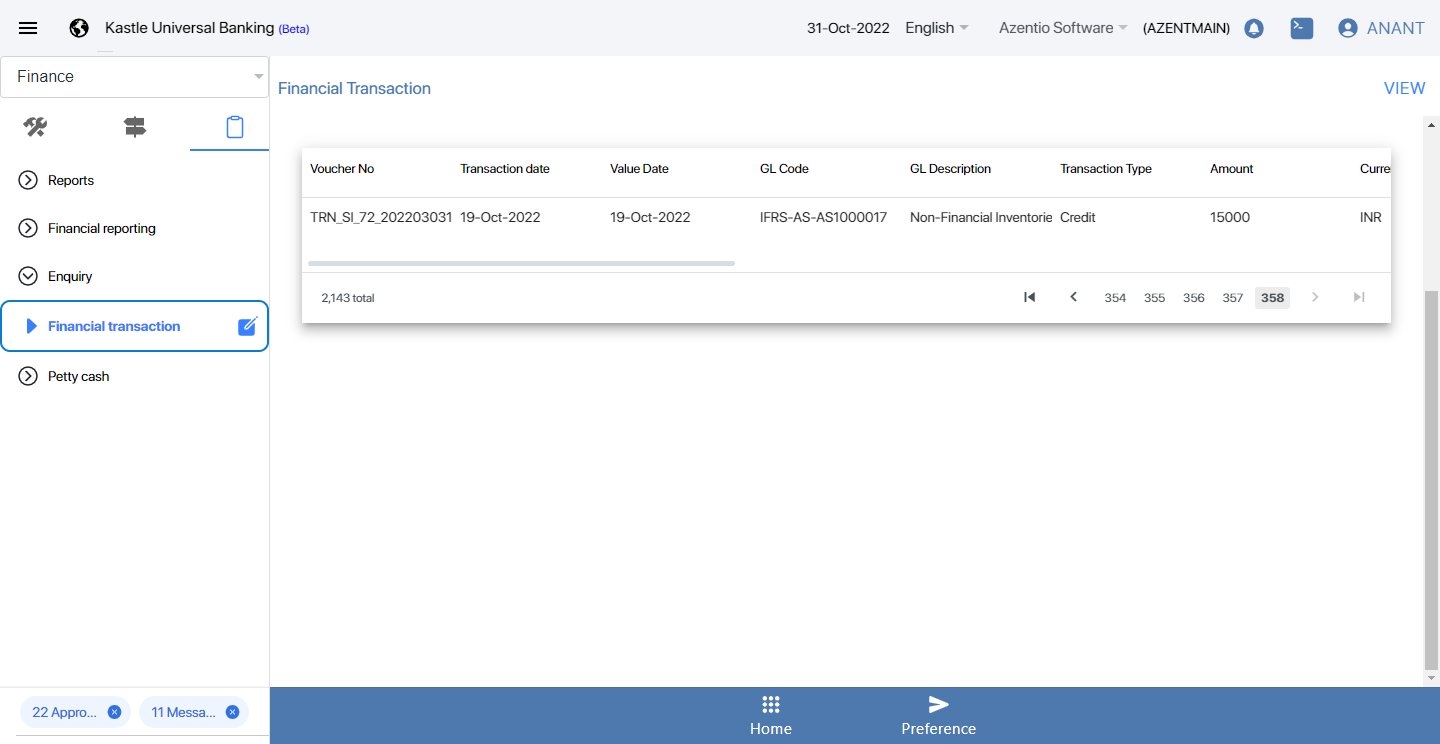 Kastle Universal Banking (Beta) 31-Oct-2022 English Azentio Software (AZENTMAIN) ANANT
Finance
Reports
Financial reporting
Enquiry
Financial transaction
Petty cash
22 Appro... 11 Messa...
Financial Transaction VIEW
Voucher No Transaction date Value Date GL Code GL Description Transaction Type Amount Curre
TRN_SI_72_202203031 19-Oct-2022 19-Oct-2022 IFRS-AS-AS1000017 Non-Financial Inventorie Credit 15000 INR
2,143 total 354 355 356 357 358
Home Preference